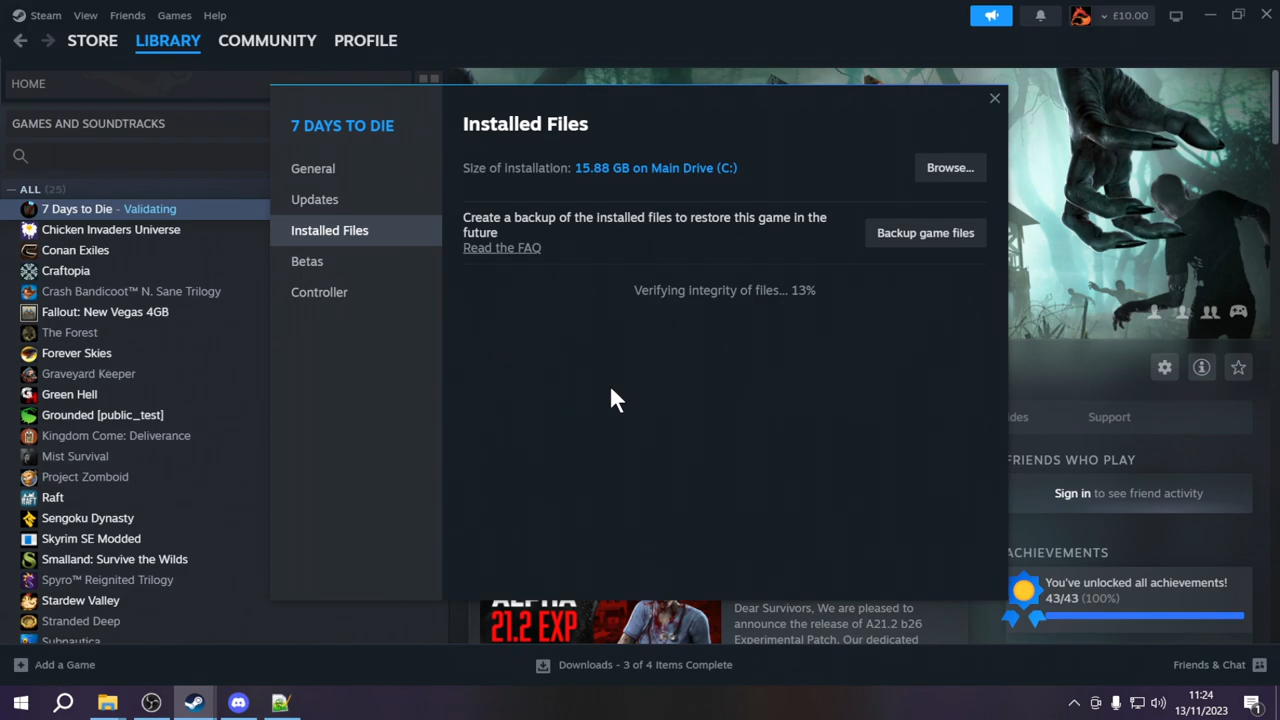 Steam View Friends Games Help £10.00
STORE LIBRARY COMMUNITY PROFILE
HOME
GAMES AND SOUNDTRACKS
ALL (25)
7 Days to Die - Validating
Chicken Invaders Universe
Conan Exiles
Craftopia
Crash Bandicoot™ N. Sane Trilogy
Fallout: New Vegas 4GB
The Forest
Forever Skies
Graveyard Keeper
Green Hell
Grounded [public_test]
Kingdom Come: Deliverance
Mist Survival
Project Zomboid
Raft
Sengoku Dynasty
Skyrim SE Modded
Smalland: Survive the Wilds
Spyro™ Reignited Trilogy
Stardew Valley
Stranded Deep
Subnautica
7 DAYS TO DIE
General
Updates
Installed Files
Betas
Controller
Installed Files
Size of installation: 15.88 GB on Main Drive (C:)
Browse...
Create a backup of the installed files to restore this game in the
future
Read the FAQ
Backup game files
Verifying integrity of files... 13%
ides Support
FRIENDS WHO PLAY
Sign in to see friend activity
ACHIEVEMENTS
You've unlocked all achievements!
43/43 (100%)
ALPHA
21.2 EXP
Dear Survivors, We are pleased to
announce the release of A21.2 b26
Experimental Patch. Our dedicated
Add a Game
Downloads - 3 of 4 Items Complete
Friends & Chat
11:24
13/11/2023
1